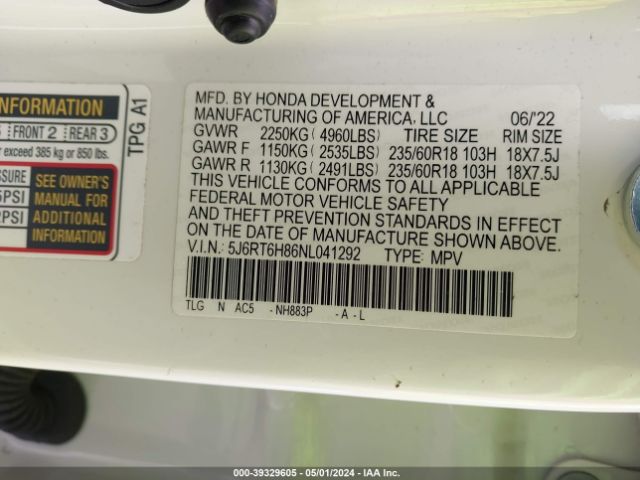 INFORMATION
FRONT 2 REAR 3
exceed 385 kg or 850 lbs.
SEE OWNER'S
MANUAL FOR
ADDITIONAL
INFORMATION
TPG A1
MFD. BY HONDA DEVELOPMENT &
MANUFACTURING OF AMERICA, LLC 06/'22
GVWR 2250KG( 4960LBS) TIRE SIZE RIM SIZE
GAWR F 1150KG( 2535LBS) 235/60R18 103H 18X7.5J
GAWR R 1130KG( 2491LBS) 235/60R18 103H 18X7.5J
THIS VEHICLE CONFORMS TO ALL APPLICABLE
FEDERAL MOTOR VEHICLE SAFETY
AND THEFT PREVENTION STANDARDS IN EFFECT
ON THE DATE OF MANUFACTURE SHOWN ABOVE.
V.I.N.: 5J6RT6H86NL041292 TYPE: MPV
TLG N AC5 -NH883P -A-L
000-39329605 - 05/01/2024 - IAA Inc.